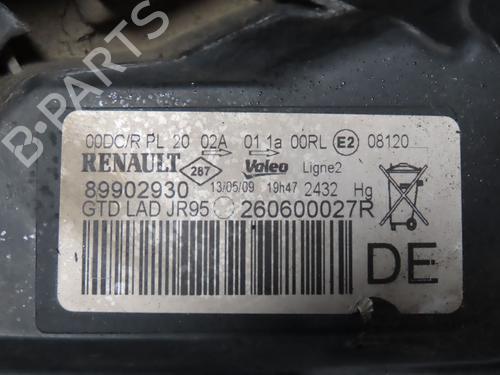 00DC/R PL 20 02A 01 1a 00RL E2 08120
RENAULT 287 Valeo Ligne2
89902930 13/05/09 19h47 2432 Hg
GTD LAD JR95 260600027R
DE
B-PARTS